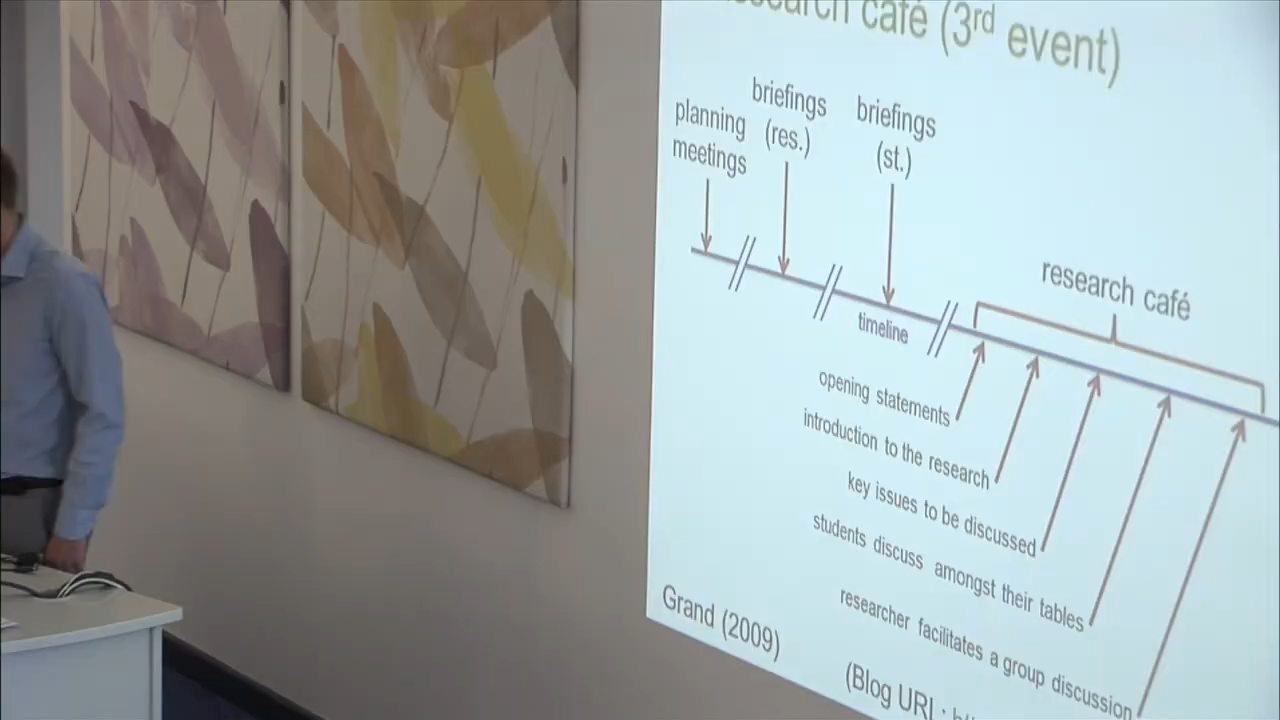 café (3rd event)
planning
meetings
briefings
(res.)
briefings
(st.)
research café
timeline
opening statements
introduction to the research
key issues to be discussed
students discuss amongst their tables
researcher facilitates a group discussion
Grand (2009)
(Blog URL: